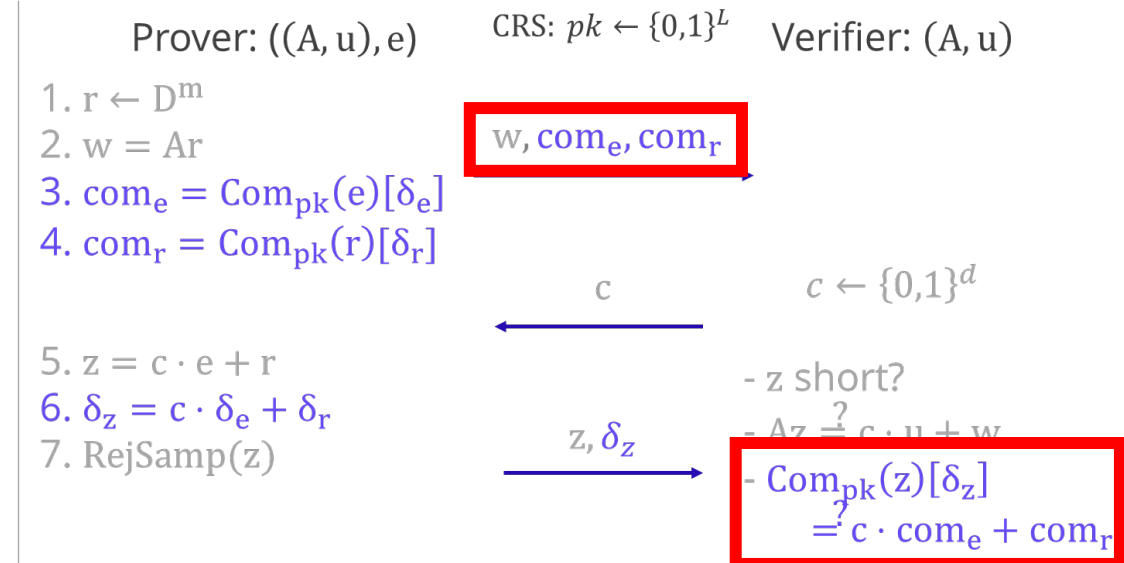 Prover: ((A, u), e)
CRS: pk ← {0,1}^L
Verifier: (A, u)
1. r ← D^m
2. w = Ar
w, com_e, com_r
3. com_e = Com_pk(e)[δ_e]
4. com_r = Com_pk(r)[δ_r]
c
c ← {0,1}^d
5. z = c · e + r
- z short?
6. δ_z = c · δ_e + δ_r
- Az ≟ c · u + w
7. RejSamp(z)
z, δ_z
- Com_pk(z)[δ_z]
≟ c · com_e + com_r